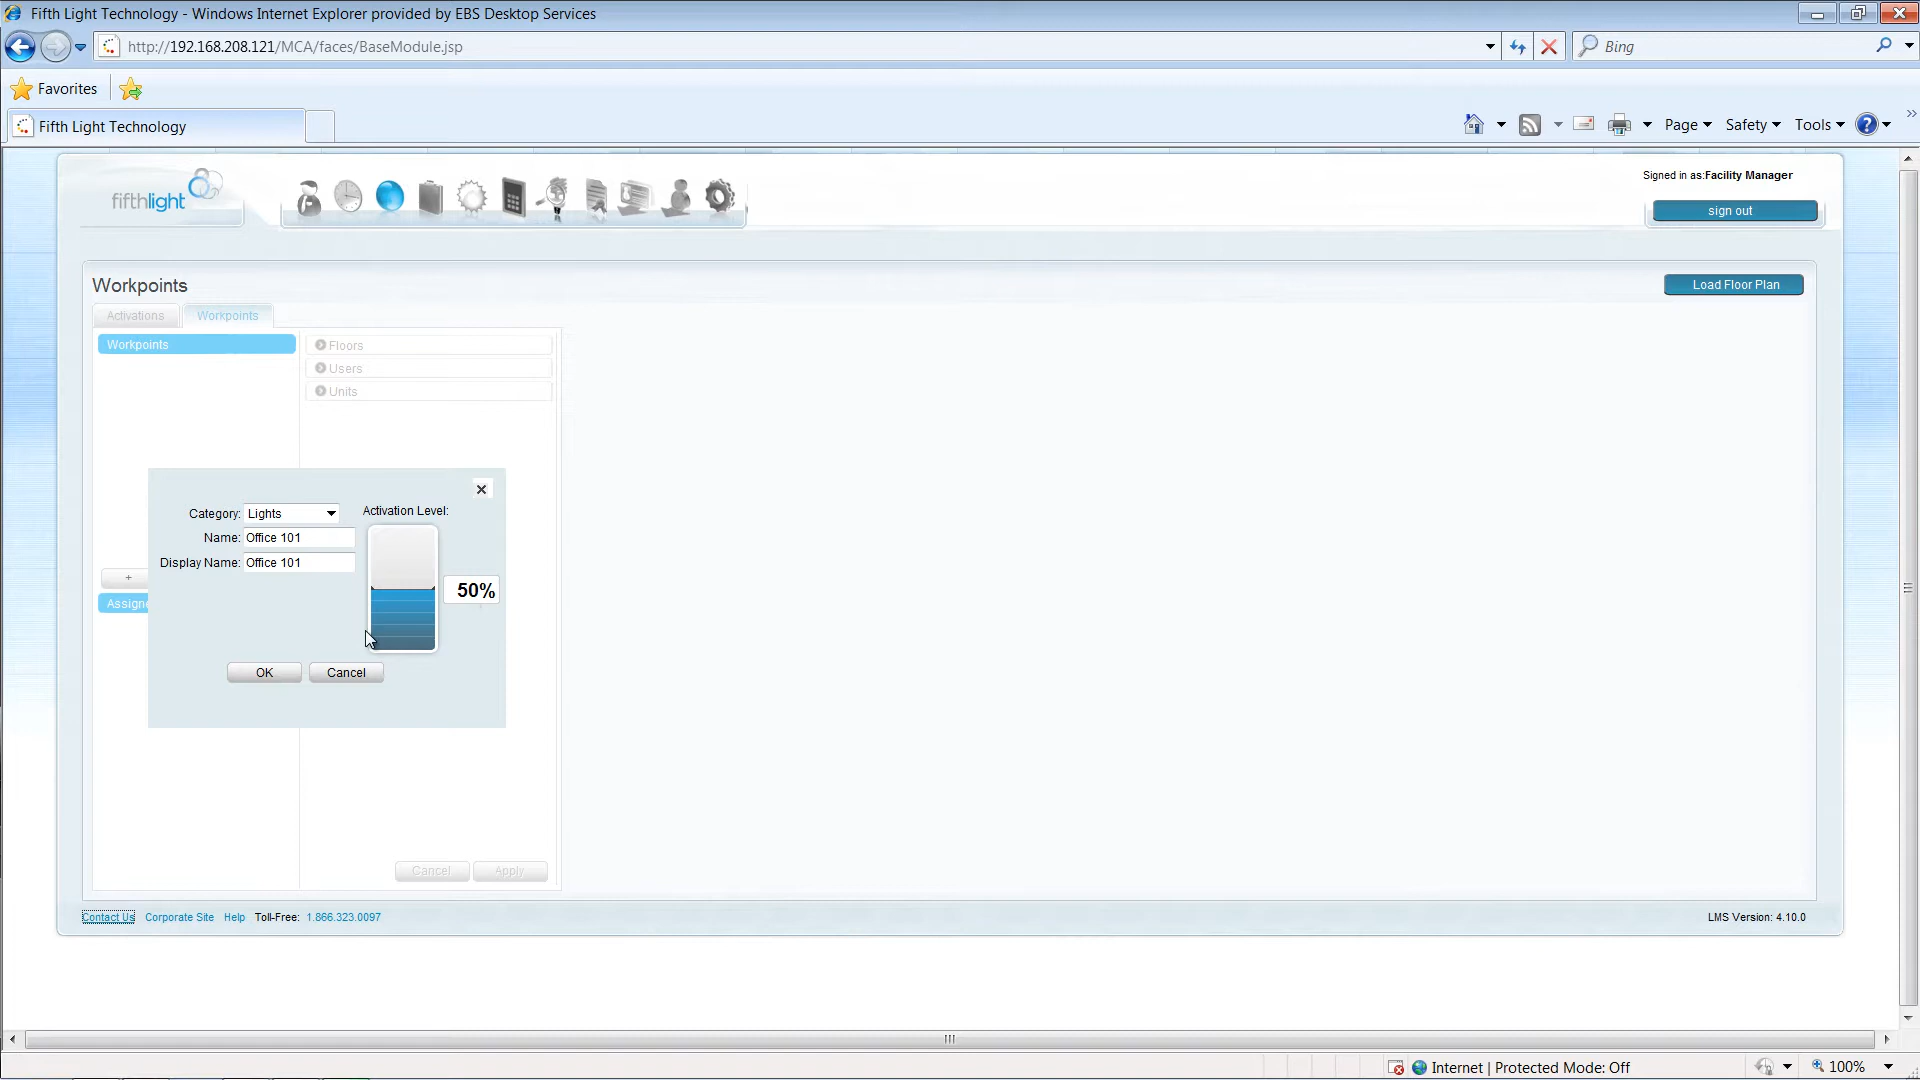 Fifth Light Technology - Windows Internet Explorer provided by EBS Desktop Services
http://192.168.208.121/MCA/faces/BaseModule.jsp
Bing
Favorites
Fifth Light Technology
Page
Safety
Tools
fifthlight
Signed in as:Facility Manager
sign out
Workpoints
Load Floor Plan
Activations
Workpoints
Workpoints
Floors
Users
Units
Category:
Lights
Activation Level:
Name:
Office 101
Display Name:
Office 101
50%
+
Assigne
OK
Cancel
Cancel
Apply
Contact Us
Corporate Site
Help
Toll-Free:
1.866.323.0097
LMS Version: 4.10.0
Internet | Protected Mode: Off
100%